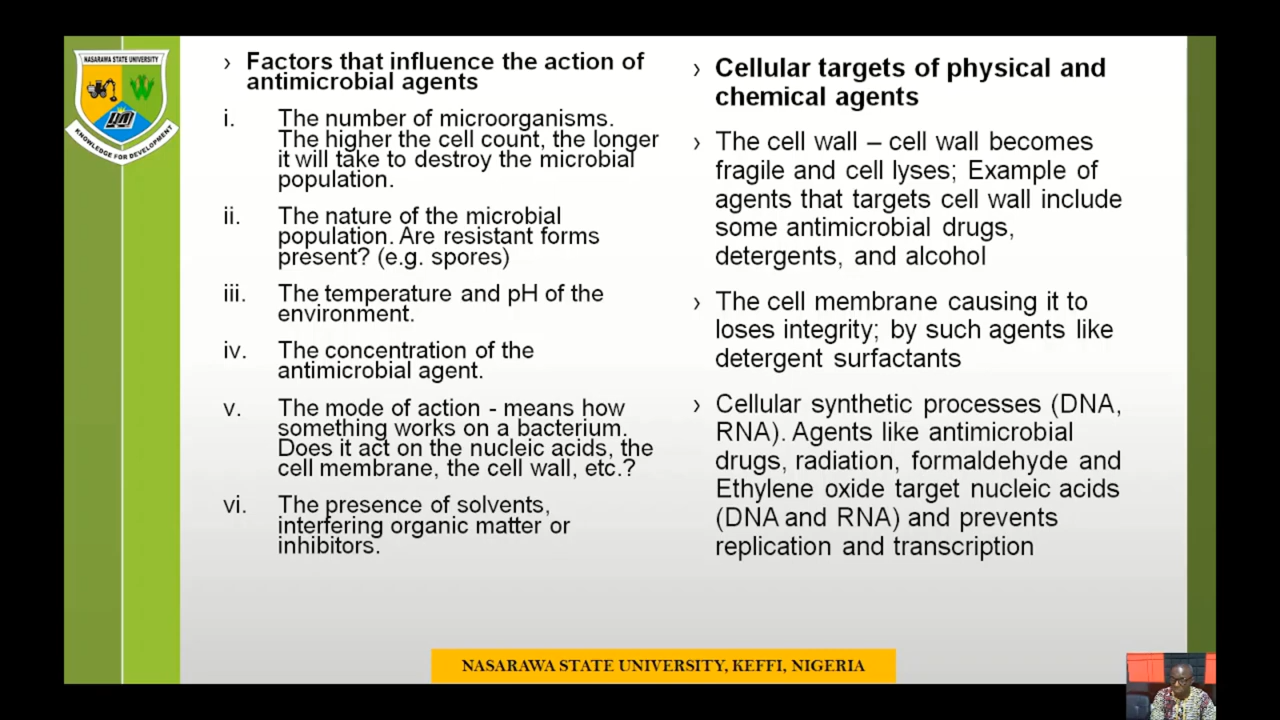 NASARAWA STATE UNIVERSITY
KNOWLEDGE FOR DEVELOPMENT
› Factors that influence the action of
antimicrobial agents
i. The number of microorganisms.
The higher the cell count, the longer
it will take to destroy the microbial
population.
ii. The nature of the microbial
population. Are resistant forms
present? (e.g. spores)
iii. The temperature and pH of the
environment.
iv. The concentration of the
antimicrobial agent.
v. The mode of action - means how
something works on a bacterium.
Does it act on the nucleic acids, the
cell membrane, the cell wall, etc.?
vi. The presence of solvents,
interfering organic matter or
inhibitors.
› Cellular targets of physical and
chemical agents
› The cell wall – cell wall becomes
fragile and cell lyses; Example of
agents that targets cell wall include
some antimicrobial drugs,
detergents, and alcohol
› The cell membrane causing it to
loses integrity; by such agents like
detergent surfactants
› Cellular synthetic processes (DNA,
RNA). Agents like antimicrobial
drugs, radiation, formaldehyde and
Ethylene oxide target nucleic acids
(DNA and RNA) and prevents
replication and transcription
NASARAWA STATE UNIVERSITY, KEFFI, NIGERIA